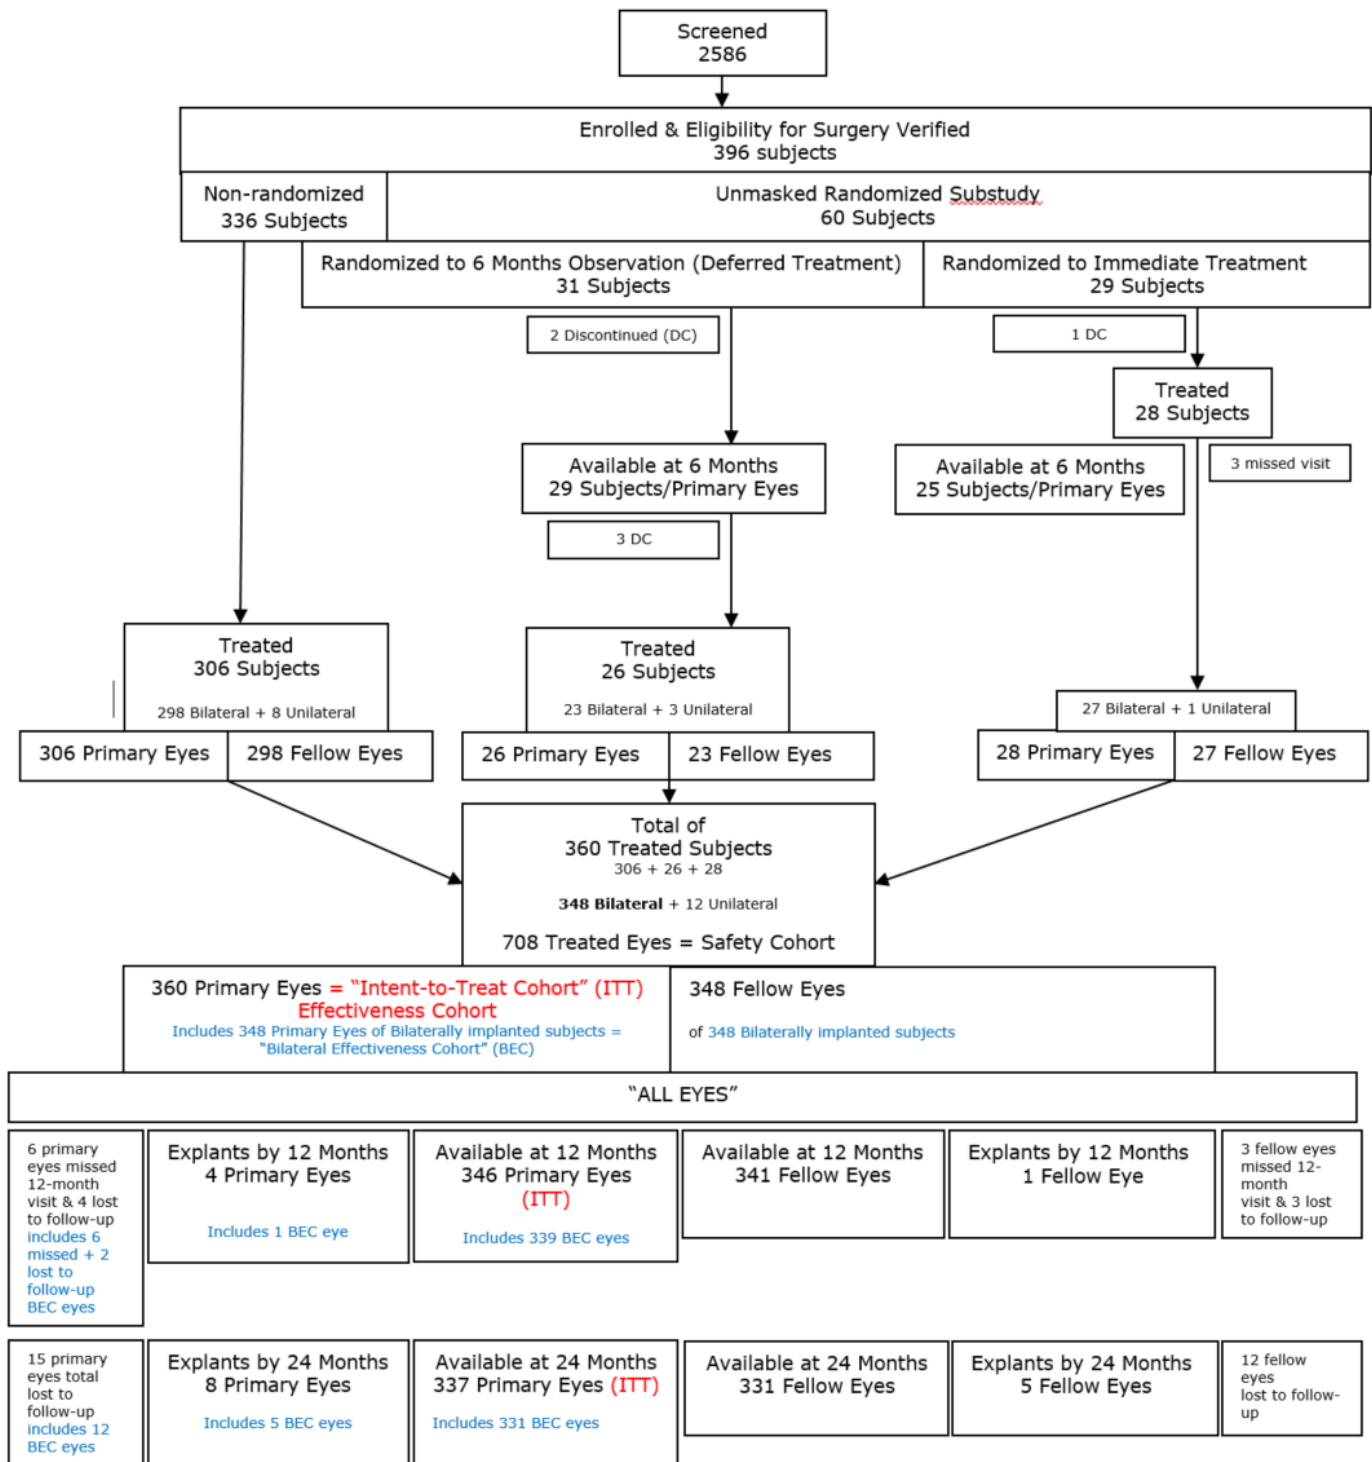 Screened
2586
Enrolled & Eligibility for Surgery Verified
396 subjects
Non-randomized
336 Subjects
Unmasked Randomized Substudy
60 Subjects
Randomized to 6 Months Observation (Deferred Treatment)
31 Subjects
Randomized to Immediate Treatment
29 Subjects
2 Discontinued (DC)
1 DC
Treated
28 Subjects
Available at 6 Months
29 Subjects/Primary Eyes
Available at 6 Months
25 Subjects/Primary Eyes
3 missed visit
3 DC
Treated
306 Subjects
298 Bilateral + 8 Unilateral
Treated
26 Subjects
23 Bilateral + 3 Unilateral
27 Bilateral + 1 Unilateral
306 Primary Eyes
298 Fellow Eyes
26 Primary Eyes
23 Fellow Eyes
28 Primary Eyes
27 Fellow Eyes
Total of
360 Treated Subjects
306 + 26 + 28
348 Bilateral + 12 Unilateral
708 Treated Eyes = Safety Cohort
360 Primary Eyes = “Intent-to-Treat Cohort” (ITT)
Effectiveness Cohort
Includes 348 Primary Eyes of Bilaterally implanted subjects =
“Bilateral Effectiveness Cohort” (BEC)
348 Fellow Eyes
of 348 Bilaterally implanted subjects
“ALL EYES”
6 primary
eyes missed
12-month
visit & 4 lost
to follow-up
includes 6
missed + 2
lost to
follow-up
BEC eyes
Explants by 12 Months
4 Primary Eyes
Includes 1 BEC eye
Available at 12 Months
346 Primary Eyes
(ITT)
Includes 339 BEC eyes
Available at 12 Months
341 Fellow Eyes
Explants by 12 Months
1 Fellow Eye
3 fellow eyes
missed 12-
month
visit & 3 lost
to follow-up
15 primary
eyes total
lost to
follow-up
includes 12
BEC eyes
Explants by 24 Months
8 Primary Eyes
Includes 5 BEC eyes
Available at 24 Months
337 Primary Eyes (ITT)
Includes 331 BEC eyes
Available at 24 Months
331 Fellow Eyes
Explants by 24 Months
5 Fellow Eyes
12 fellow
eyes
lost to follow-
up